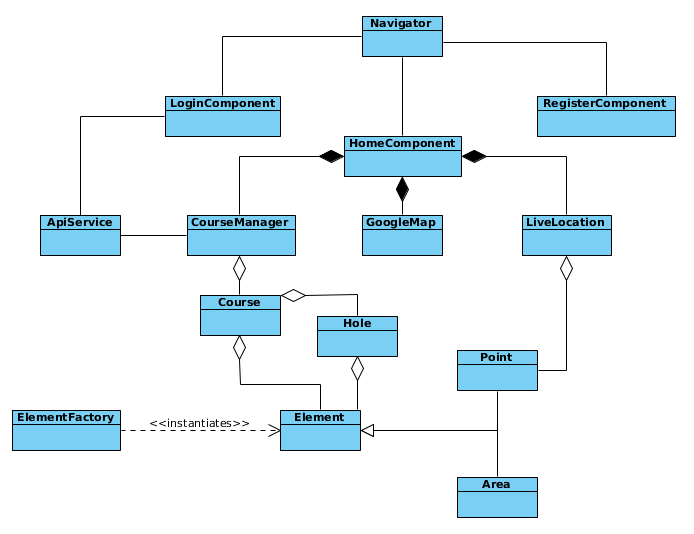 Navigator
LoginComponent
RegisterComponent
HomeComponent
ApiService
CourseManager
GoogleMap
LiveLocation
Course
Hole
Point
ElementFactory
<<instantiates>>
Element
Area